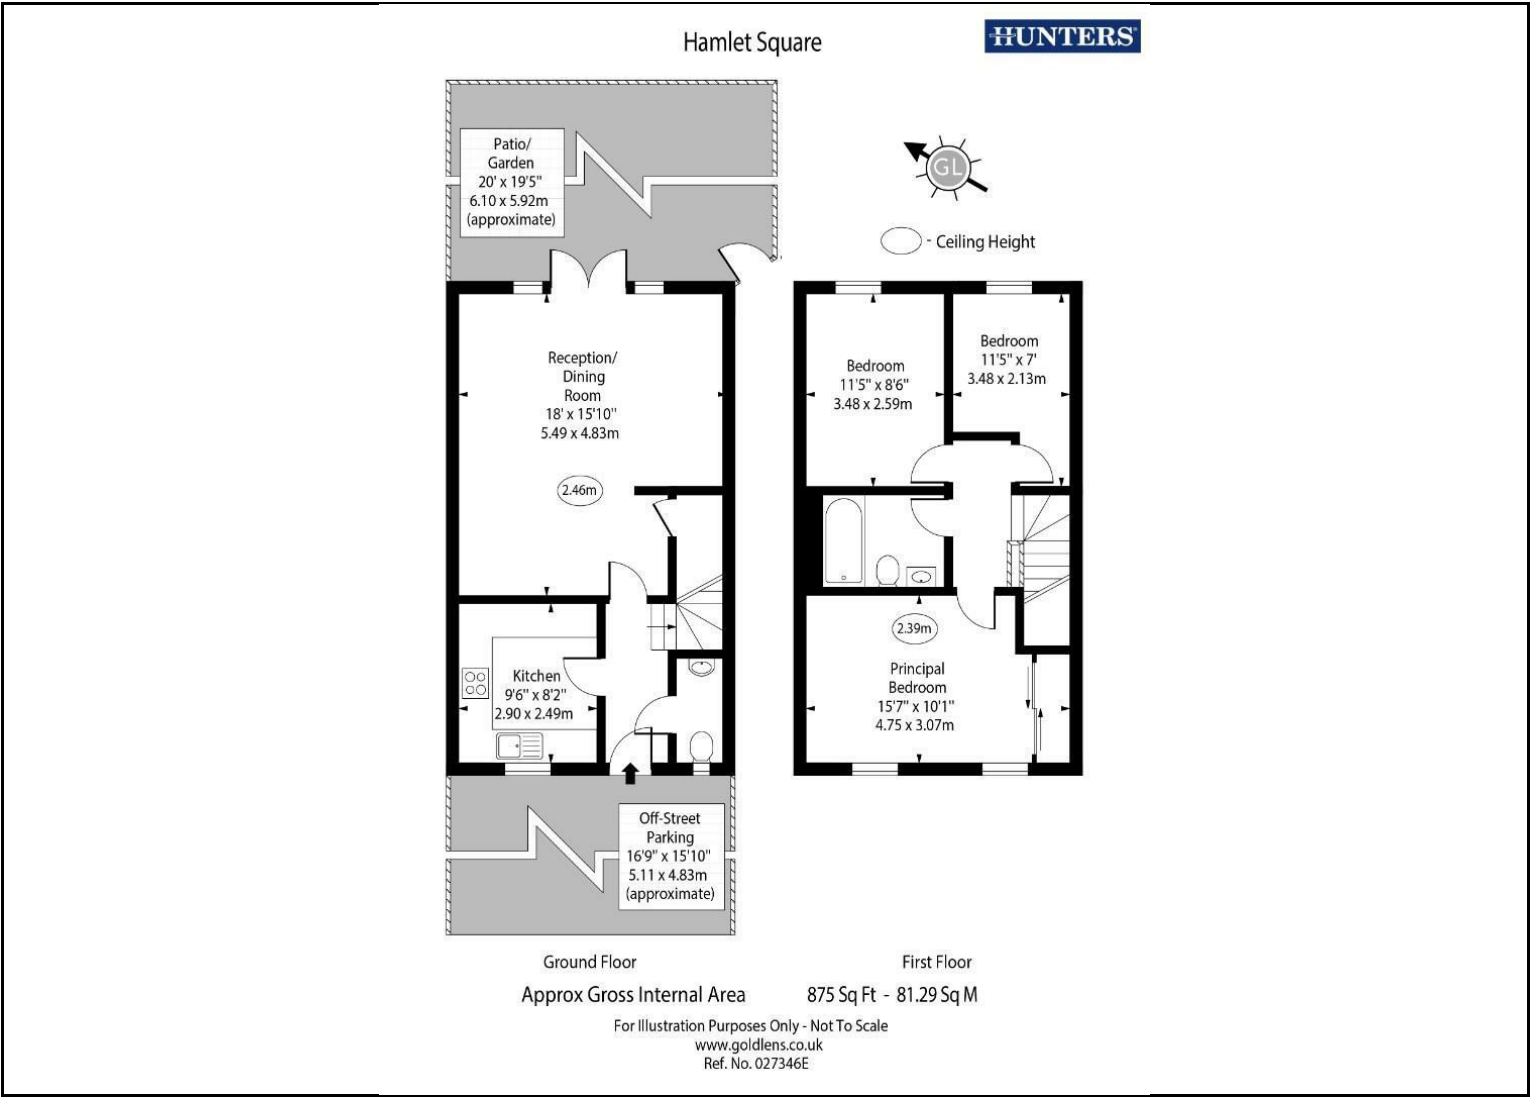 Hamlet Square
HUNTERS
Patio/
Garden
20' x 19'5"
6.10 x 5.92m
(approximate)
GL
- Ceiling Height
Reception/
Dining
Room
18' x 15'10"
5.49 x 4.83m
2.46m
Kitchen
9'6" x 8'2"
2.90 x 2.49m
Off-Street
Parking
16'9" x 15'10"
5.11 x 4.83m
(approximate)
Bedroom
11'5" x 8'6"
3.48 x 2.59m
Bedroom
11'5" x 7'
3.48 x 2.13m
2.39m
Principal
Bedroom
15'7" x 10'1"
4.75 x 3.07m
Ground Floor
First Floor
Approx Gross Internal Area 875 Sq Ft - 81.29 Sq M
For Illustration Purposes Only - Not To Scale
www.goldlens.co.uk
Ref. No. 027346E